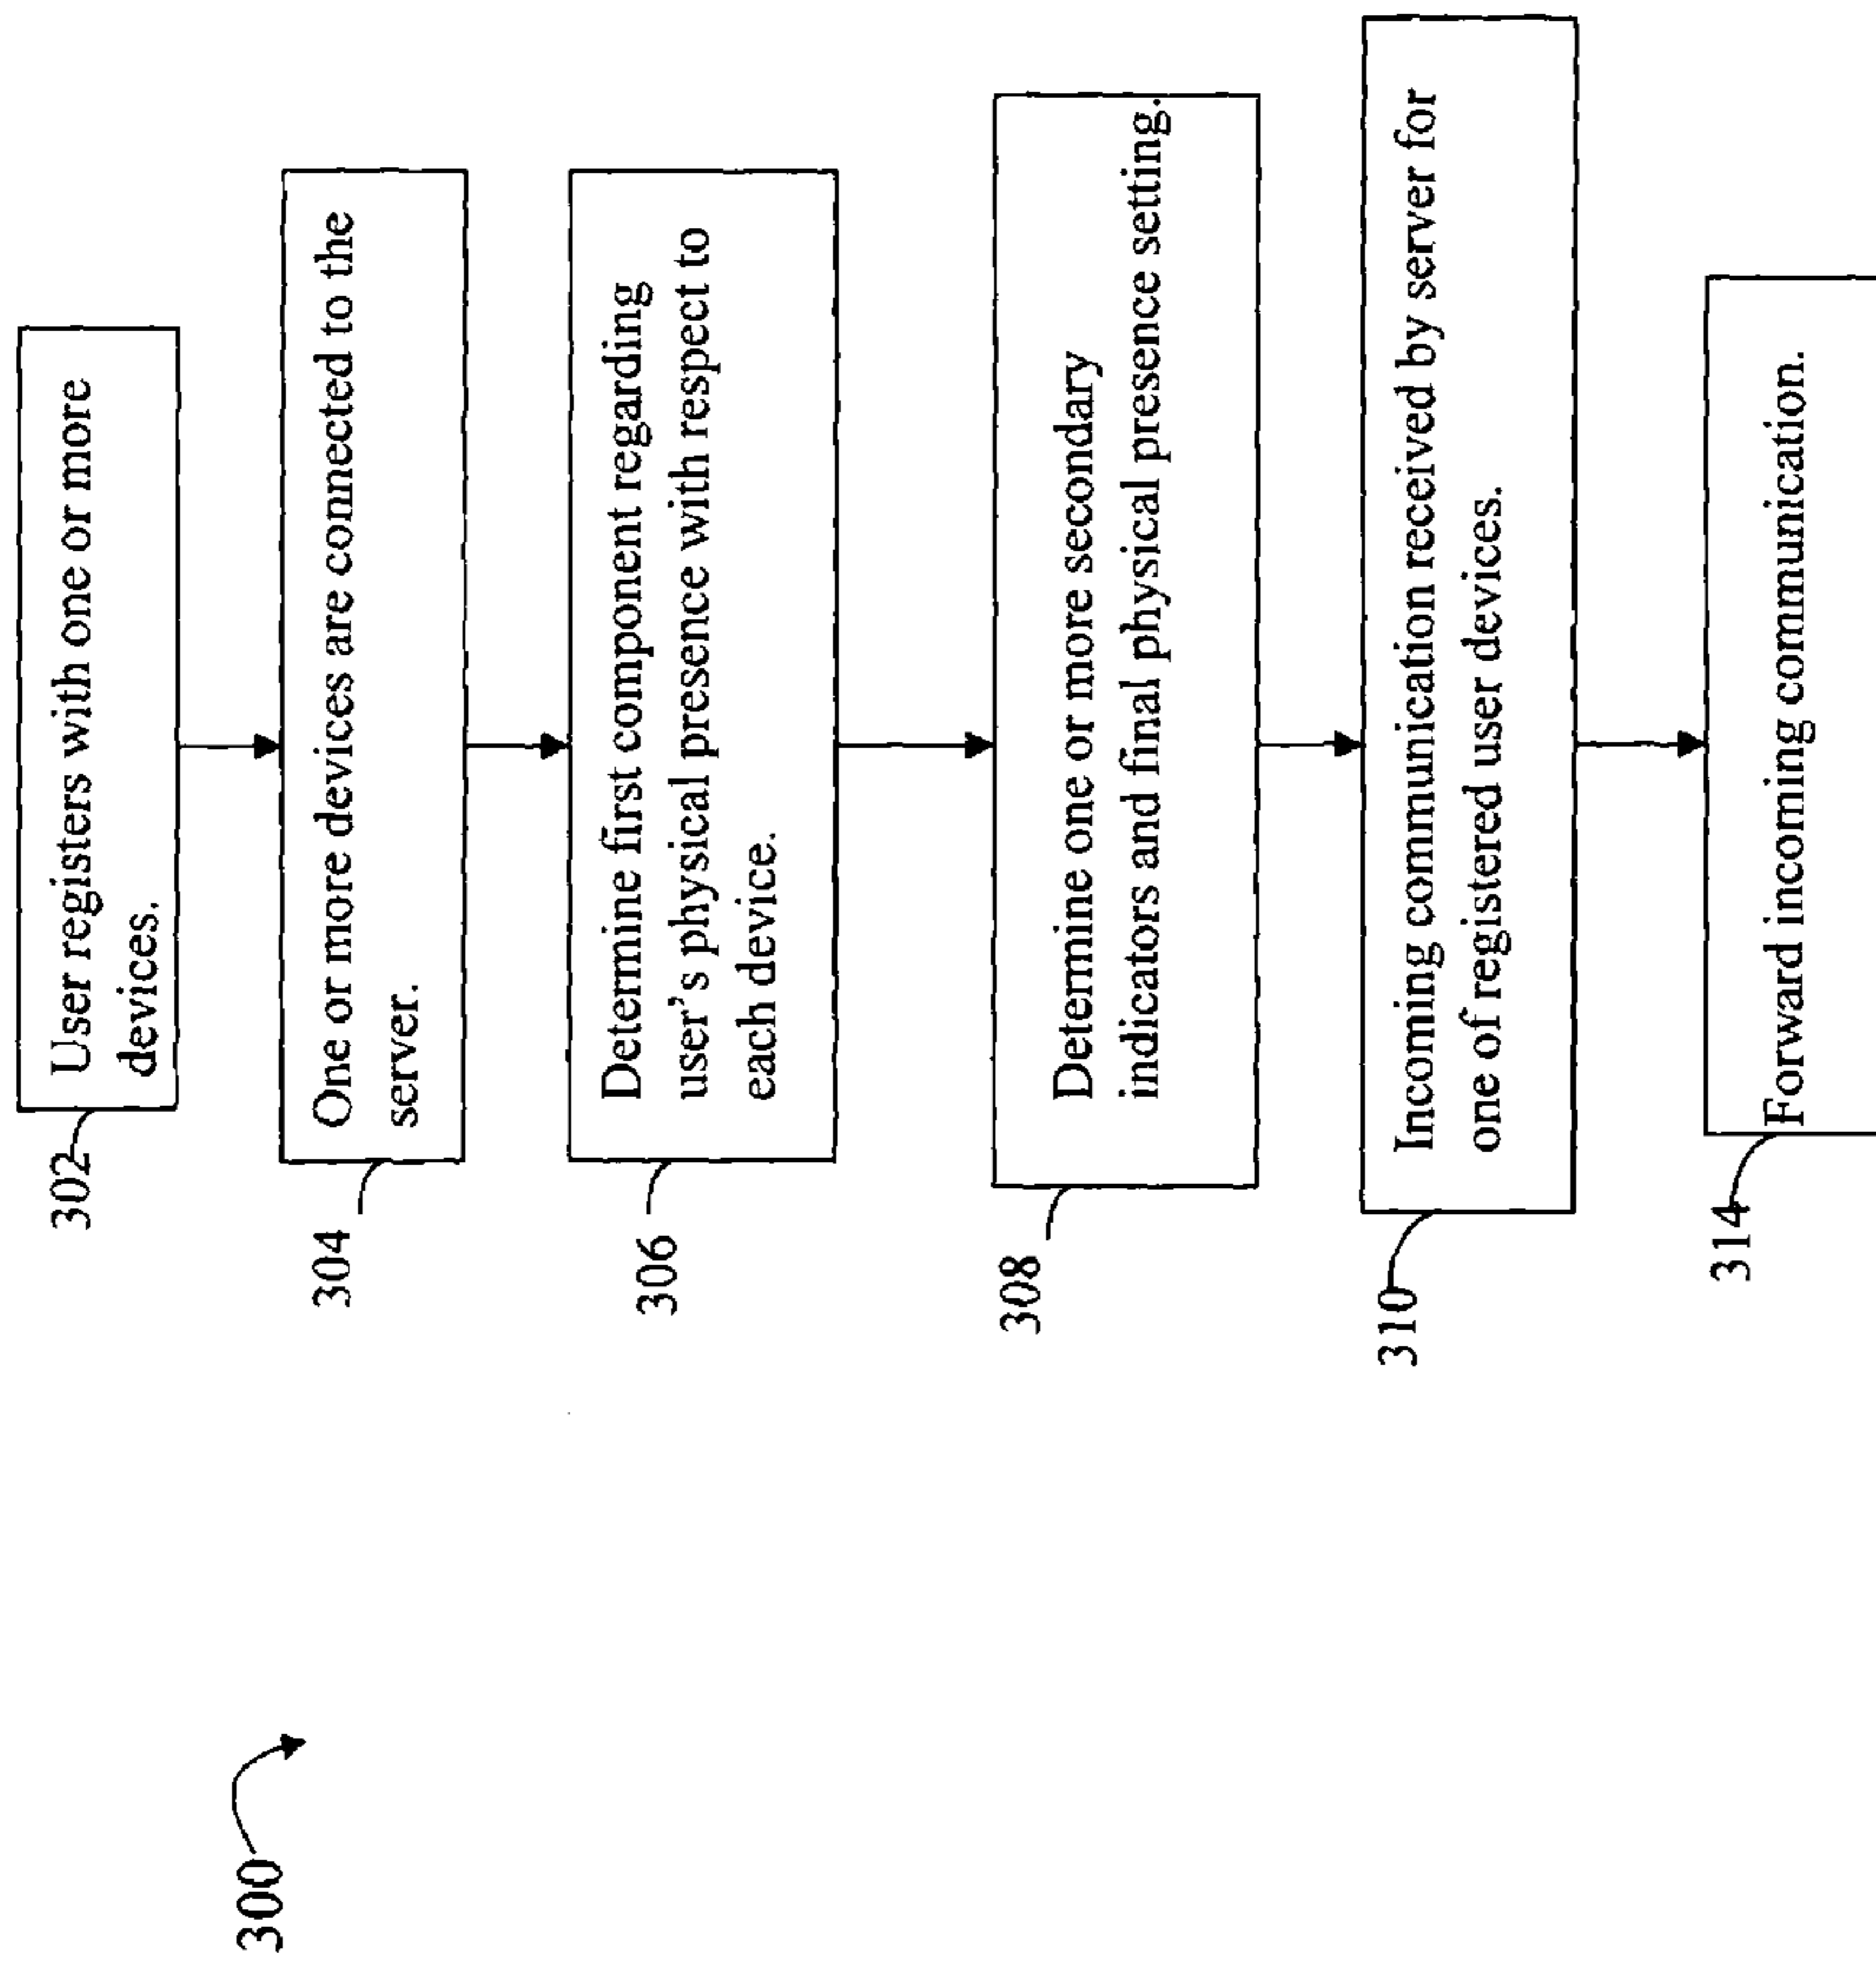 300
302
User registers with one or more
devices.
304
One or more devices are connected to the
server.
306
Determine first component regarding
user's physical presence with respect to
each device.
308
Determine one or more secondary
indicators and final physical presence setting.
310
Incoming communication received by server for
one of registered user devices.
314
Forward incoming communication.